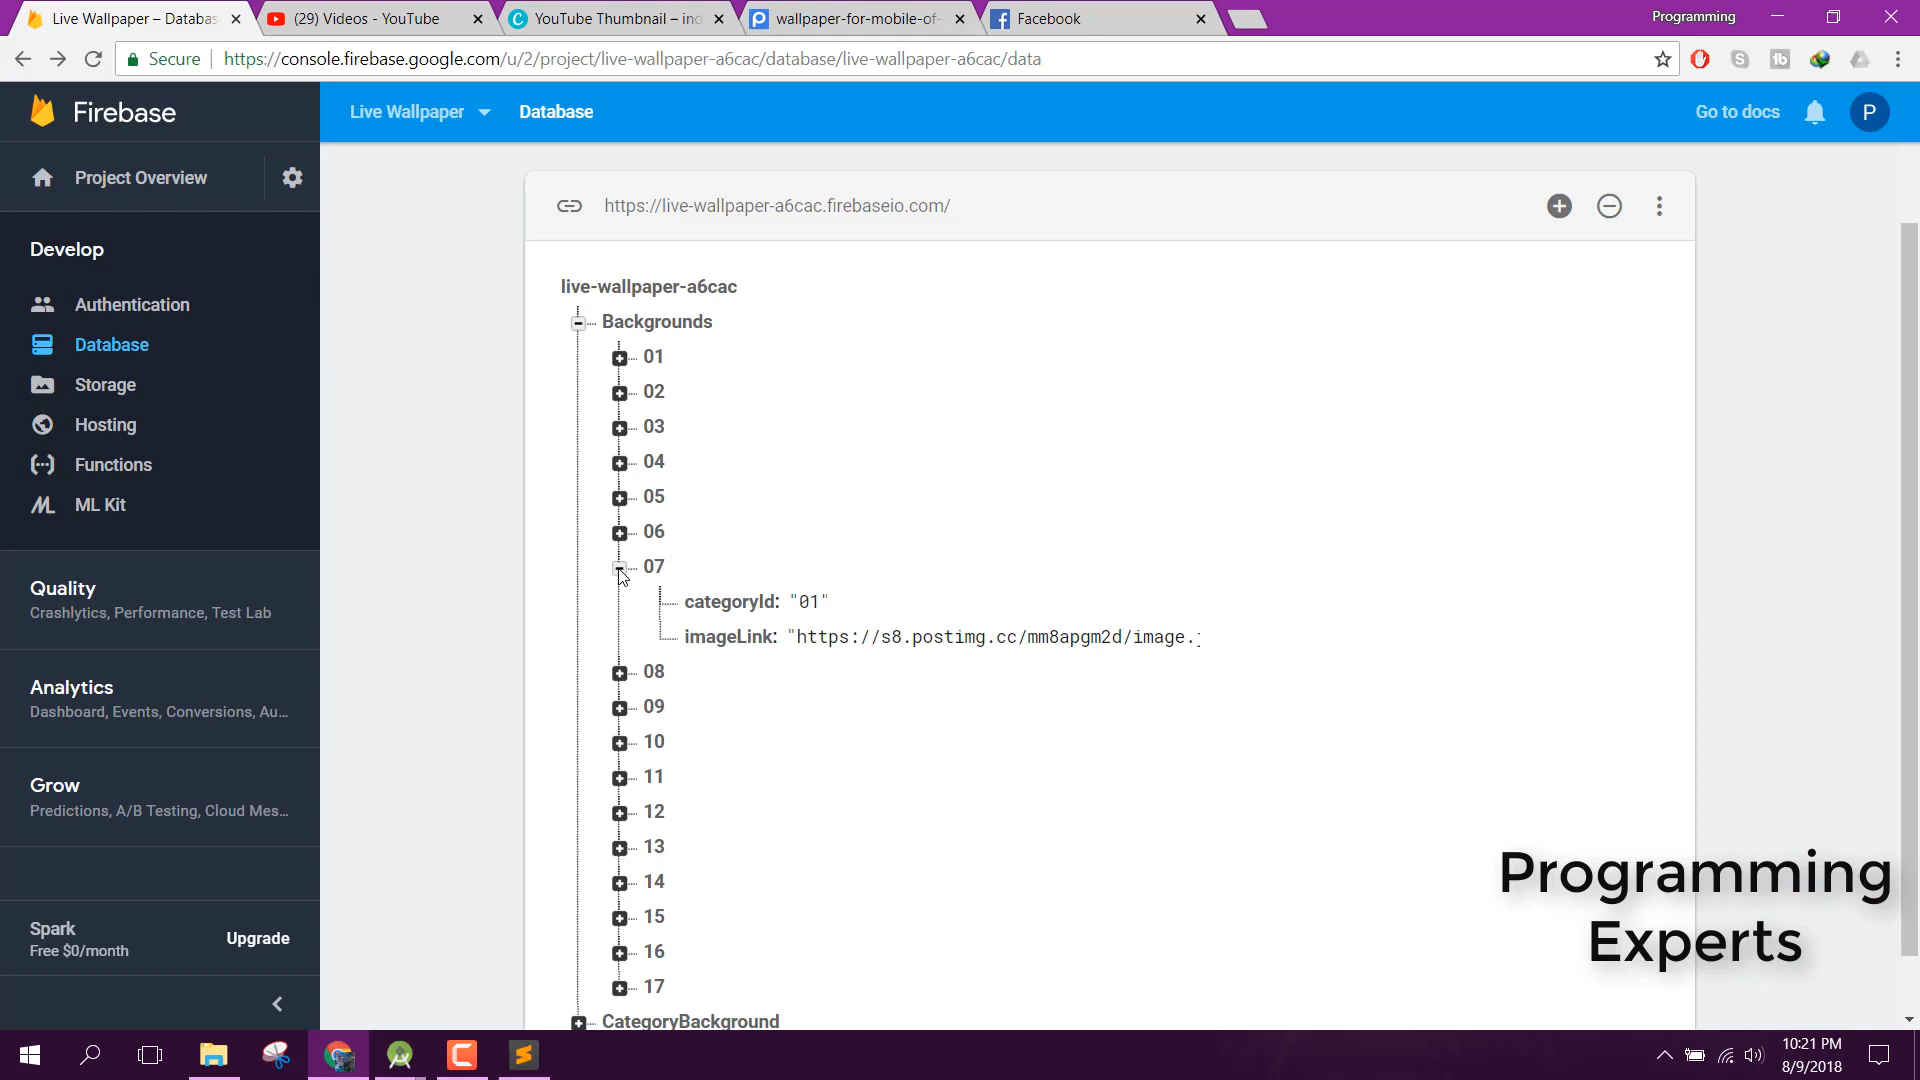 Live Wallpaper – Databas
(29) Videos - YouTube
YouTube Thumbnail – ind
wallpaper-for-mobile-of-
Facebook
Programming
Secure
https://console.firebase.google.com/u/2/project/live-wallpaper-a6cac/database/live-wallpaper-a6cac/data
Firebase
Live Wallpaper
Database
Go to docs
P
Project Overview
https://live-wallpaper-a6cac.firebaseio.com/
Develop
Authentication
Database
Storage
Hosting
Functions
ML Kit
Quality
Crashlytics, Performance, Test Lab
Analytics
Dashboard, Events, Conversions, Au...
Grow
Predictions, A/B Testing, Cloud Mes...
Spark
Free $0/month
Upgrade
live-wallpaper-a6cac
Backgrounds
01
02
03
04
05
06
07
categoryId: "01"
imageLink: "https://s8.postimg.cc/mm8apgm2d/image.
08
09
10
11
12
13
14
15
16
17
CategoryBackground
Programming
Experts
10:21 PM
8/9/2018